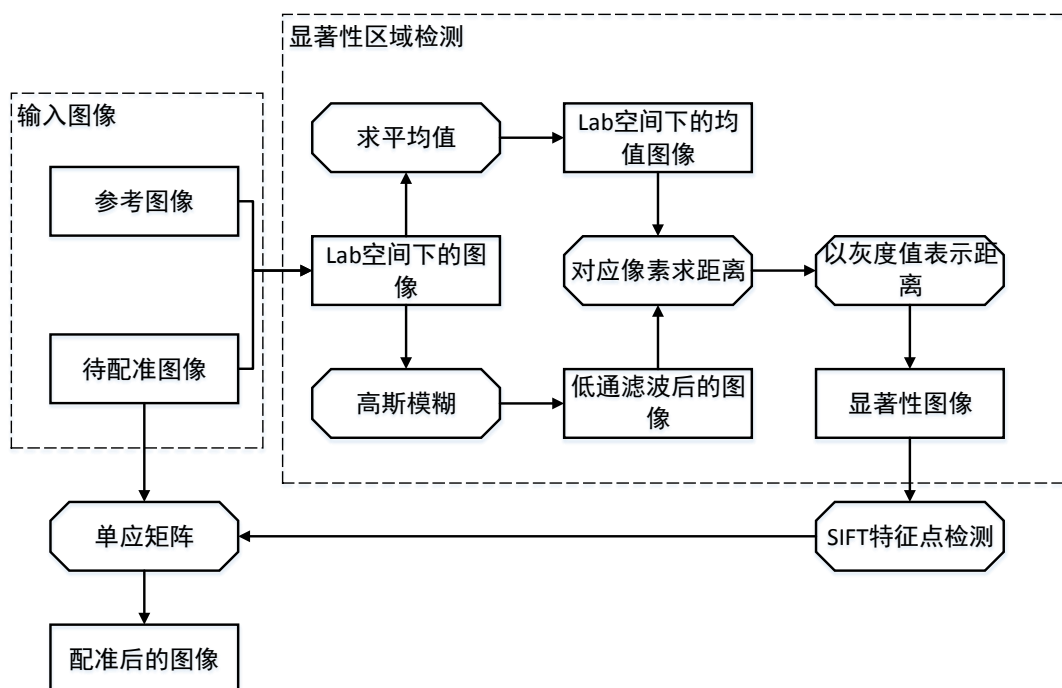 显著性区域检测
输入图像
求平均值
Lab空间下的均
值图像
参考图像
Lab空间下的图
像
对应像素求距离
以灰度值表示距
离
待配准图像
高斯模糊
低通滤波后的图
像
显著性图像
单应矩阵
SIFT特征点检测
配准后的图像